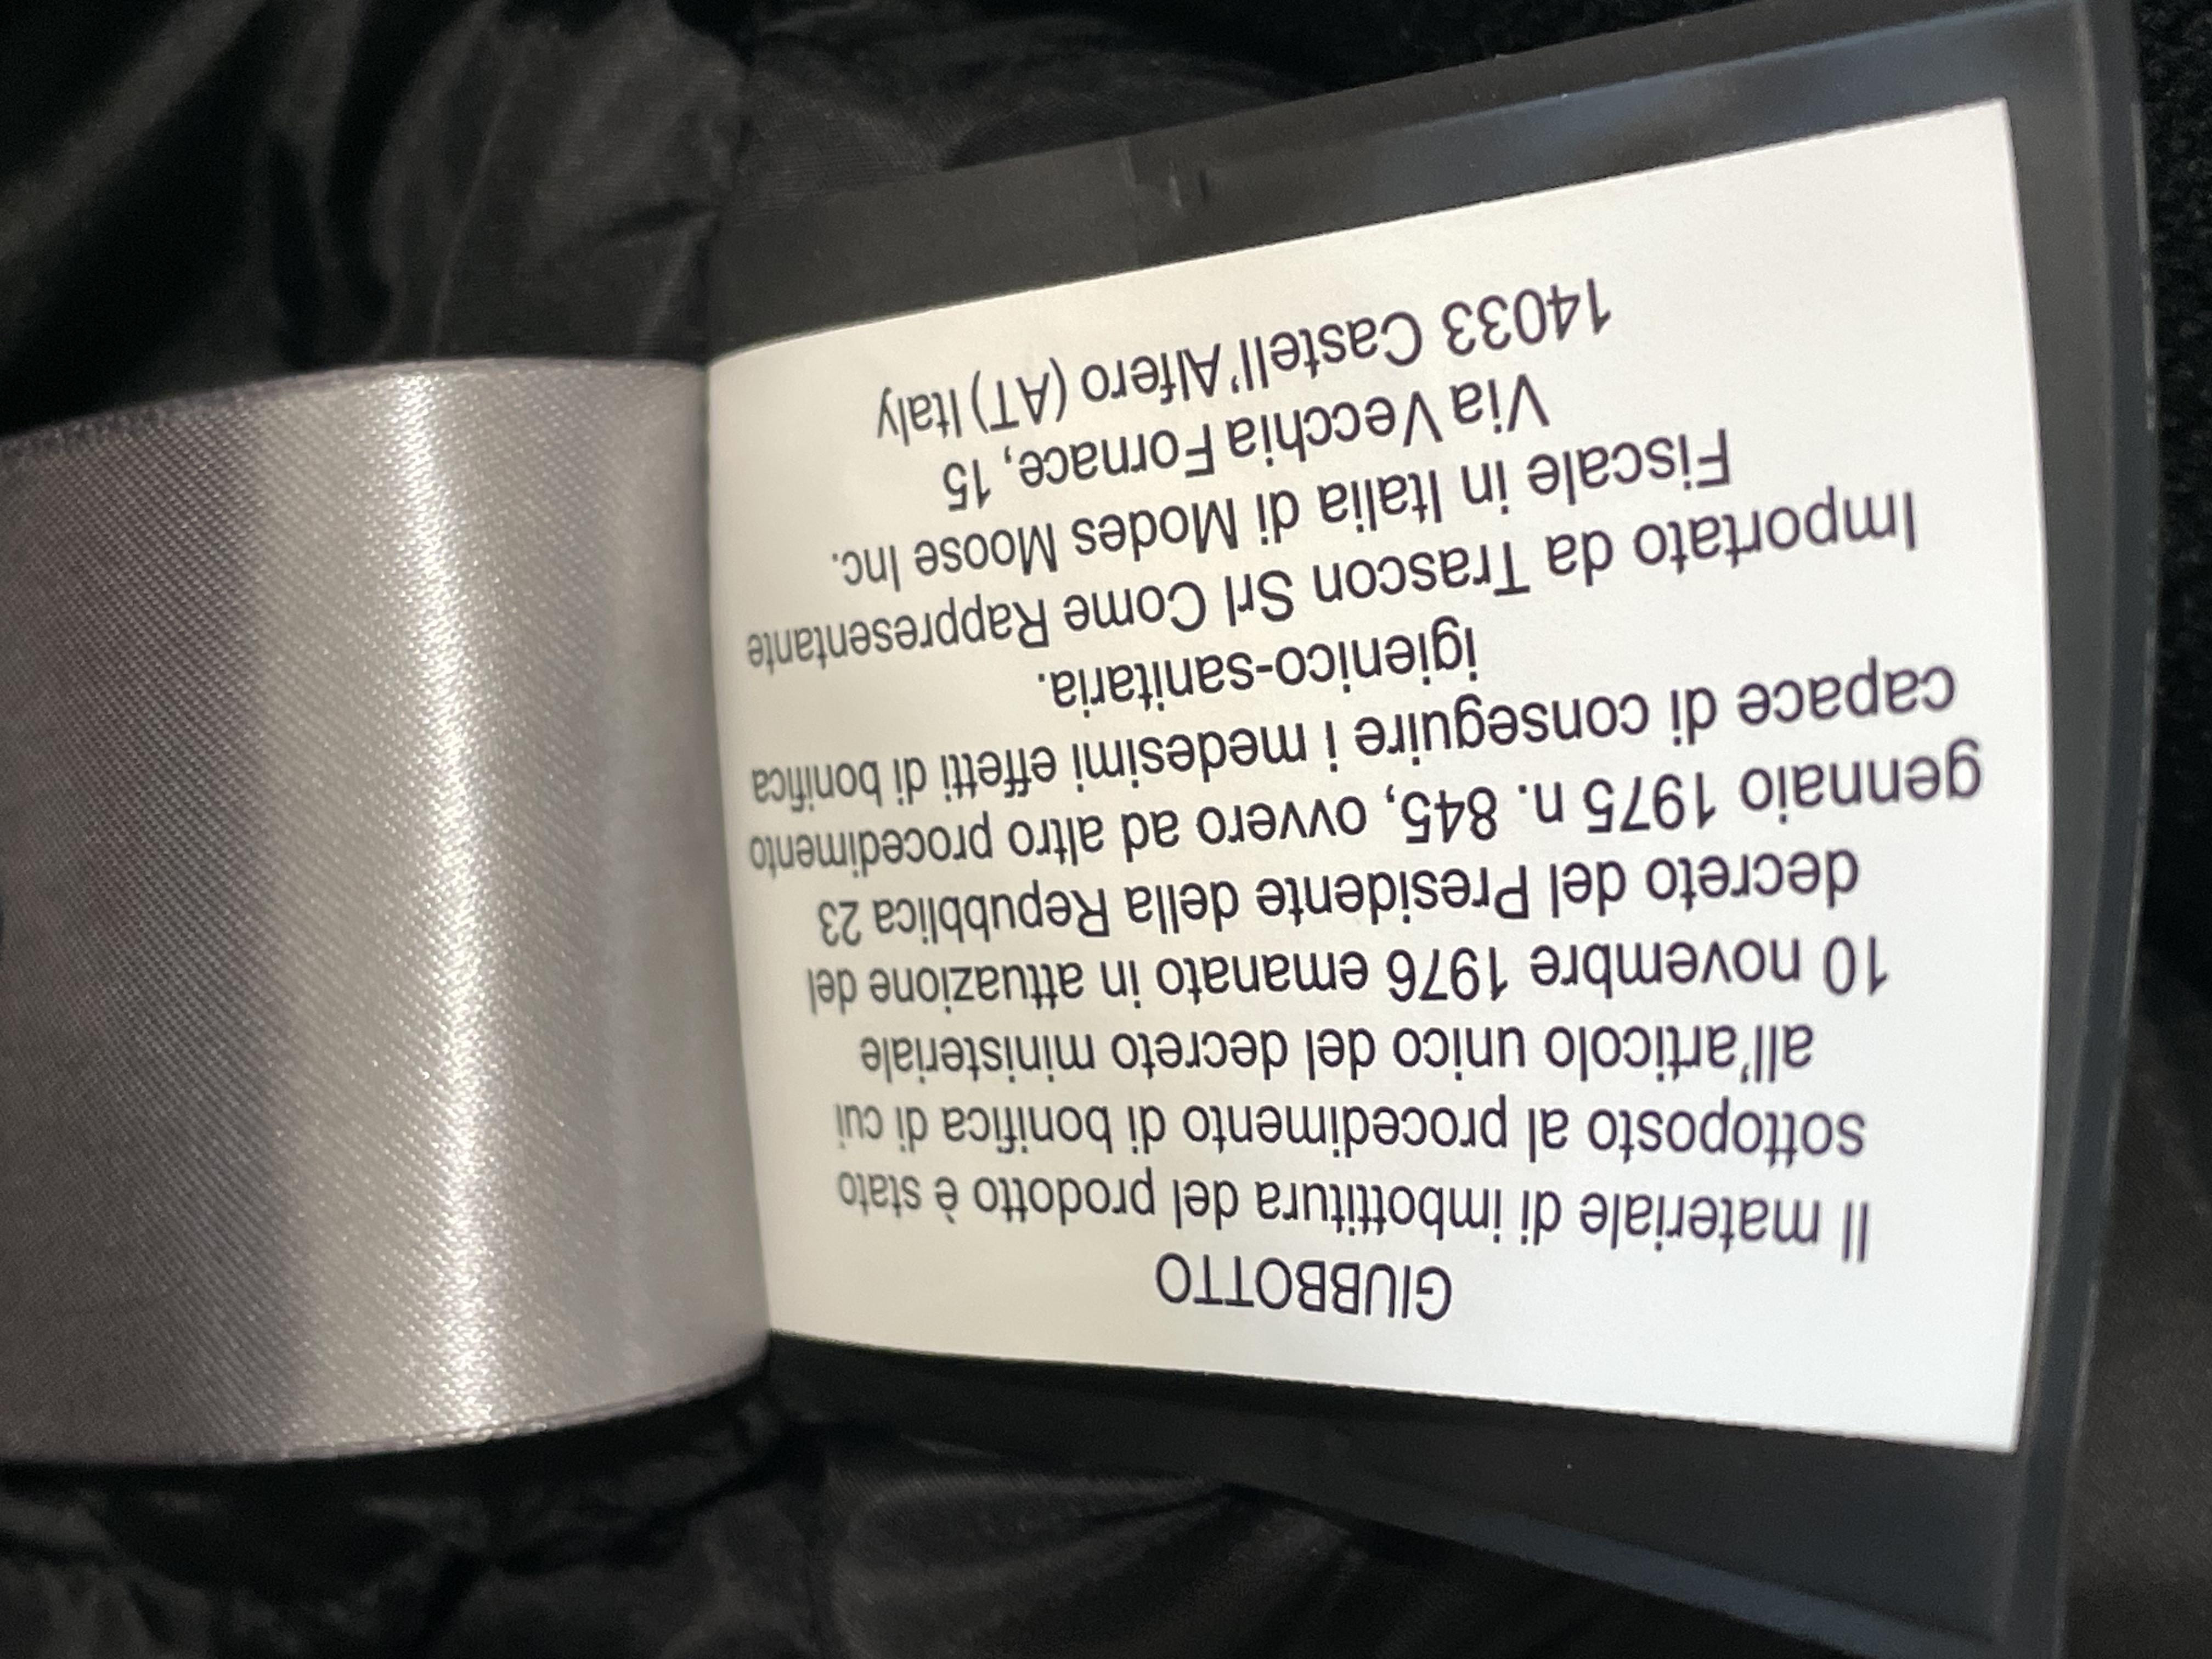 GIUBBOTTO
Il materiale di imbottitura del prodotto è stato
sottoposto al procedimento di bonifica di cui
all'articolo unico del decreto ministeriale
10 novembre 1976 emanato in attuazione del
decreto del Presidente della Repubblica 23
gennaio 1975 n. 845, ovvero ad altro procedimento
capace di conseguire i medesimi effetti di bonifica
igienico-sanitaria.
Importato da Trascon Srl Come Rappresentante
Fiscale in Italia di Modes Moose Inc.
Via Vecchia Fornace, 15
14033 Castell'Alfero (AT) Italy